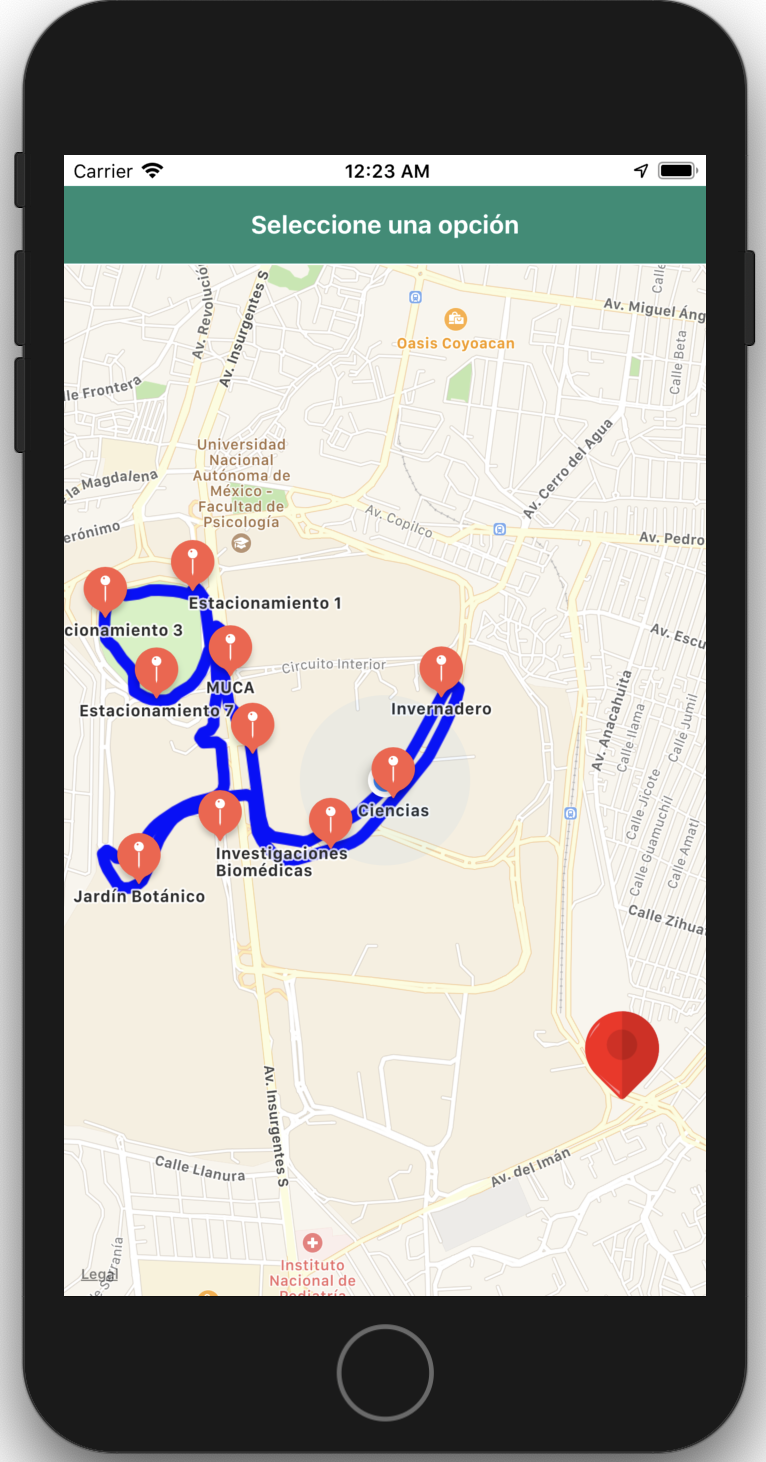 Carrier
12:23 AM
Seleccione una opción
Av. Revolució
Av. Insurgentes S
Calle
Av. Miguel Áng
Oasis Coyoacan
Calle Beta
lle Frontera
Universidad
Nacional
Autónoma de
México -
Facultad de
Psicología
Av. Cerro del Agua
la Magdalena
Av. Copilco
erónimo
Av. Pedro
Estacionamiento 1
cionamiento 3
Av. Escu
Circuito Interior
MUCA
Estacionamiento 7
Invernadero
Av. Anacahuita
Calle Ilama
Calle Jumil
Ciencias
Calle Jicote
Calle Guamuchil
Calle Amatl
Investigaciones
Biomédicas
Jardín Botánico
Calle Zihua
Av. Insurgentes S
Av. del Imán
Calle Llanura
Instituto
Nacional de
Pediatría
Legal